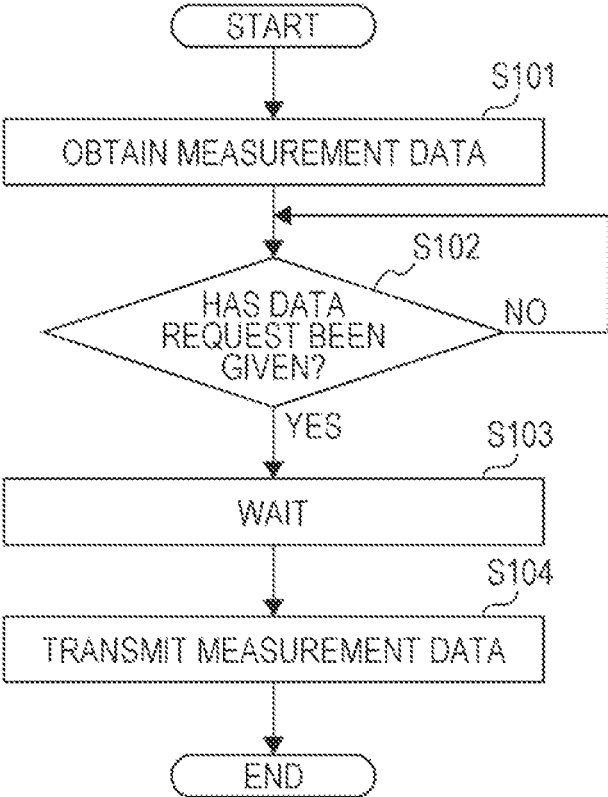 START
S101
OBTAIN MEASUREMENT DATA
S102
HAS DATA
REQUEST BEEN
GIVEN?
NO
YES
S103
WAIT
S104
TRANSMIT MEASUREMENT DATA
END